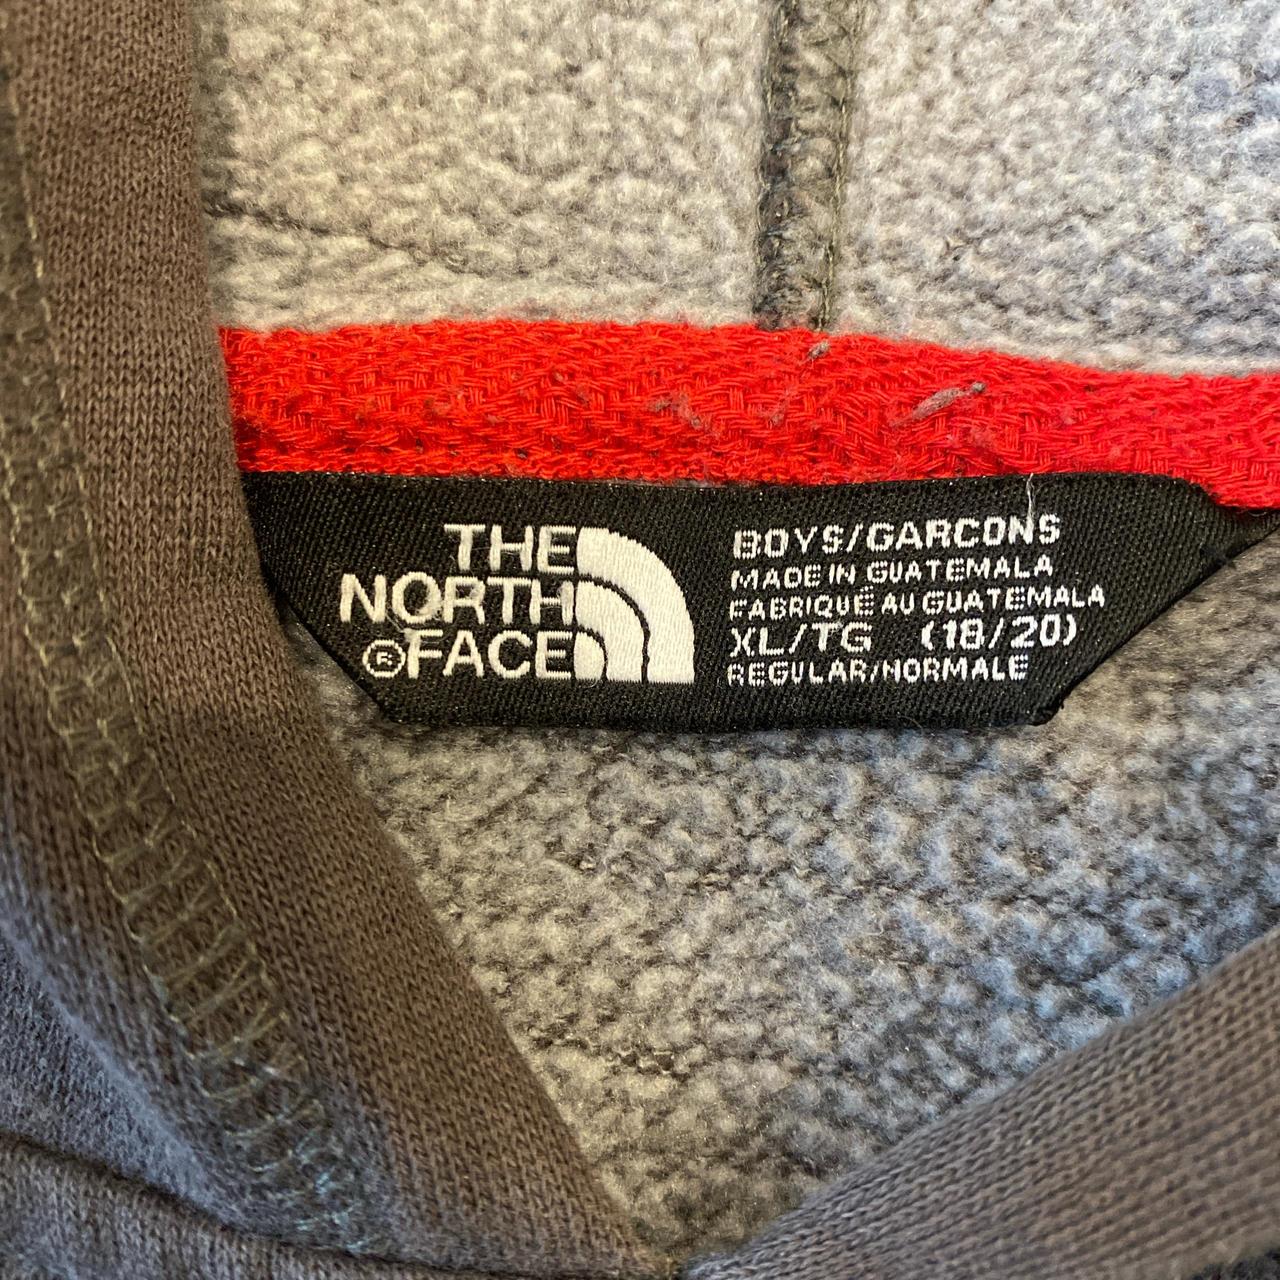 THE
NORTH
®FACE
BOYS/GARCONS
MADE IN GUATEMALA
FABRIQUÉ AU GUATEMALA
XL/TG (18/20)
REGULAR/NORMALE